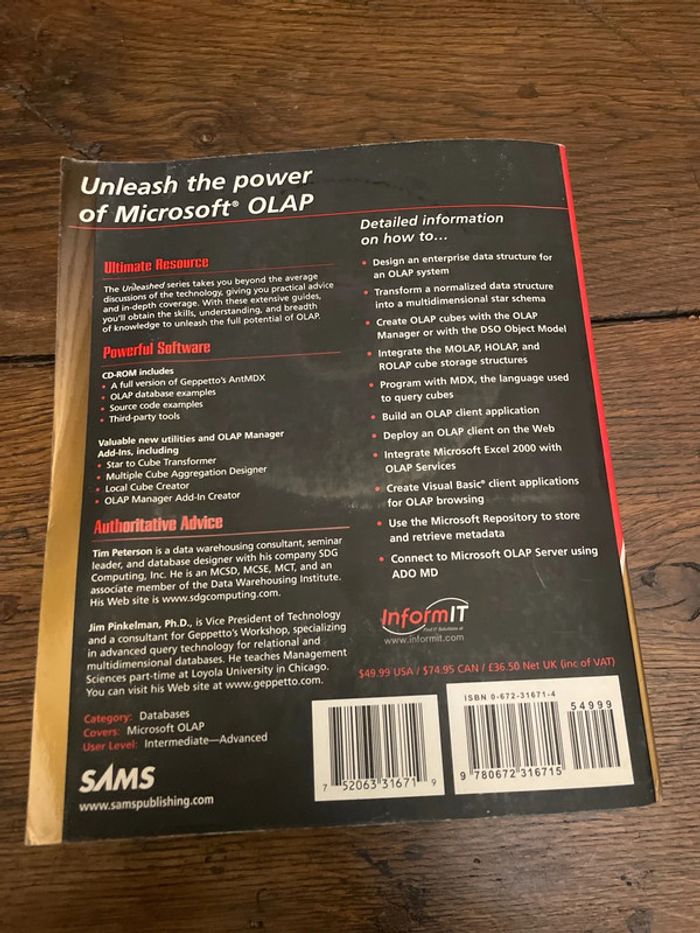 Unleash the power
of Microsoft® OLAP
Ultimate Resource
The Unleashed series takes you beyond the average
discussions of the technology, giving you practical advice
and in-depth coverage. With these extensive guides,
you'll obtain the skills, understanding, and breadth
of knowledge to unleash the full potential of OLAP.
Powerful Software
CD-ROM includes
• A full version of Geppetto's AntMDX
• OLAP database examples
• Source code examples
• Third-party tools
Valuable new utilities and OLAP Manager
Add-Ins, including
• Star to Cube Transformer
• Multiple Cube Aggregation Designer
• Local Cube Creator
• OLAP Manager Add-In Creator
Authoritative Advice
Tim Peterson is a data warehousing consultant, seminar
leader, and database designer with his company SDG
Computing, Inc. He is an MCSD, MCSE, MCT, and an
associate member of the Data Warehousing Institute.
His Web site is www.sdgcomputing.com.
Jim Pinkelman, Ph.D., is Vice President of Technology
and a consultant for Geppetto's Workshop, specializing
in advanced query technology for relational and
multidimensional databases. He teaches Management
Sciences part-time at Loyola University in Chicago.
You can visit his Web site at www.geppetto.com.
Category: Databases
Covers: Microsoft OLAP
User Level: Intermediate—Advanced
SAMS
www.samspublishing.com
Detailed information
on how to...
• Design an enterprise data structure for
an OLAP system
• Transform a normalized data structure
into a multidimensional star schema
• Create OLAP cubes with the OLAP
Manager or with the DSO Object Model
• Integrate the MOLAP, HOLAP, and
ROLAP cube storage structures
• Program with MDX, the language used
to query cubes
• Build an OLAP client application
• Deploy an OLAP client on the Web
• Integrate Microsoft Excel 2000 with
OLAP Services
• Create Visual Basic® client applications
for OLAP browsing
• Use the Microsoft Repository to store
and retrieve metadata
• Connect to Microsoft OLAP Server using
ADO MD
InformIT
Find IT Solutions at
www.informit.com
$49.99 USA / $74.95 CAN / £36.50 Net UK (inc of VAT)
7 52063 31671 9
ISBN 0-672-31671-4
54999
9 780672 316715